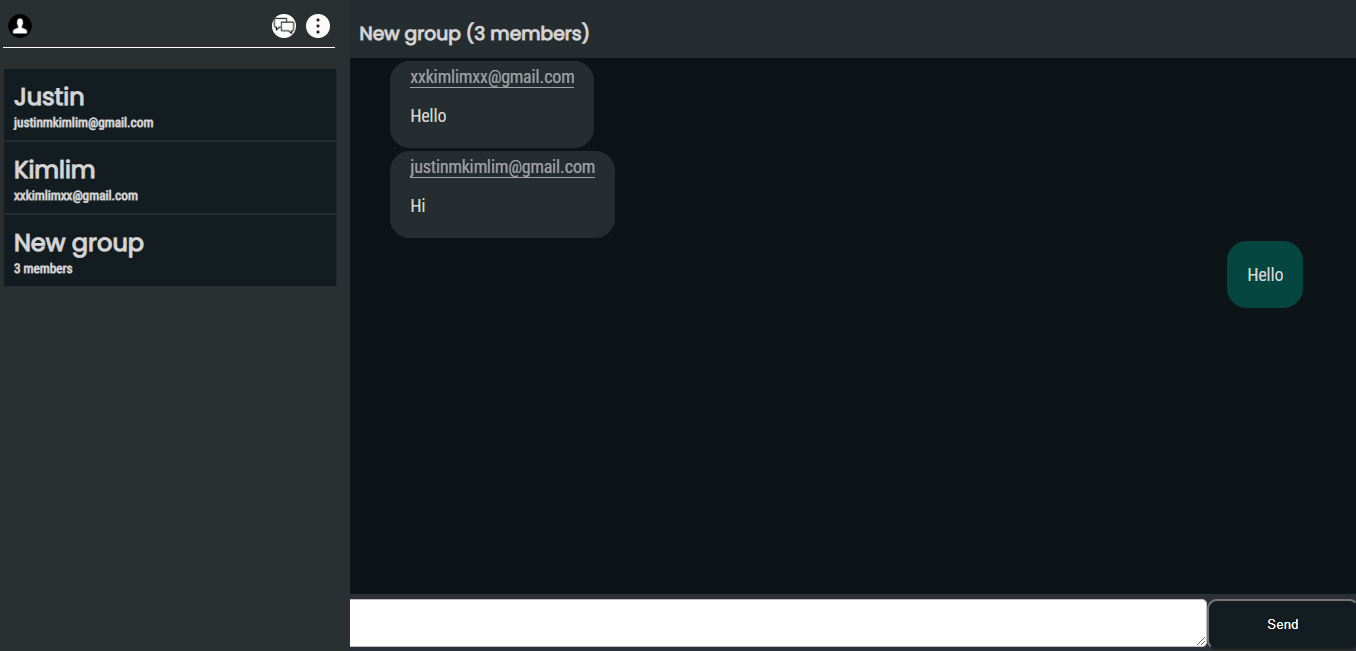 Justin
justinmkimlim@gmail.com
Kimlim
xxkimlimxx@gmail.com
New group
3 members
New group (3 members)
xxkimlimxx@gmail.com
Hello
justinmkimlim@gmail.com
Hi
Hello
Send